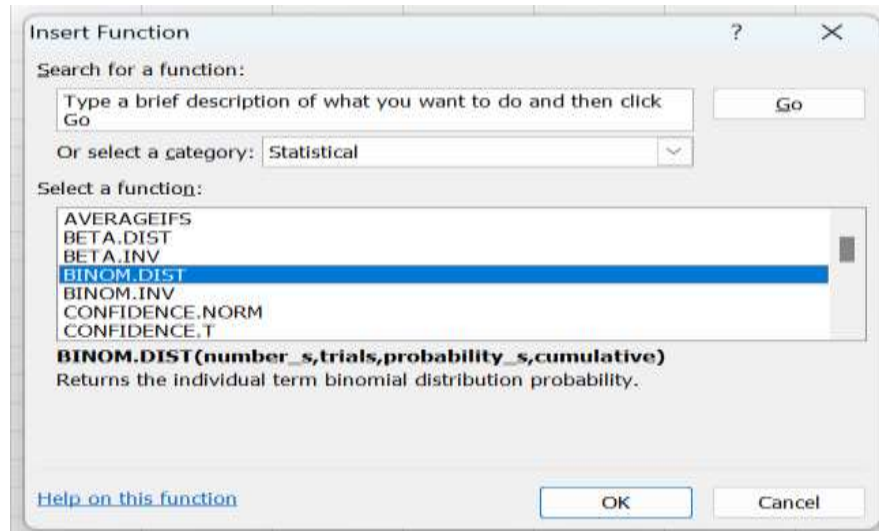 Insert Function
?
Search for a function:
Type a brief description of what you want to do and then click
Go
Go
Or select a category: Statistical
Select a function:
AVERAGEIFS
BETA.DIST
BETA.INV
BINOM.DIST
BINOM.INV
CONFIDENCE.NORM
CONFIDENCE.T
BINOM.DIST(number_s,trials,probability_s,cumulative)
Returns the individual term binomial distribution probability.
Help on this function
OK
Cancel